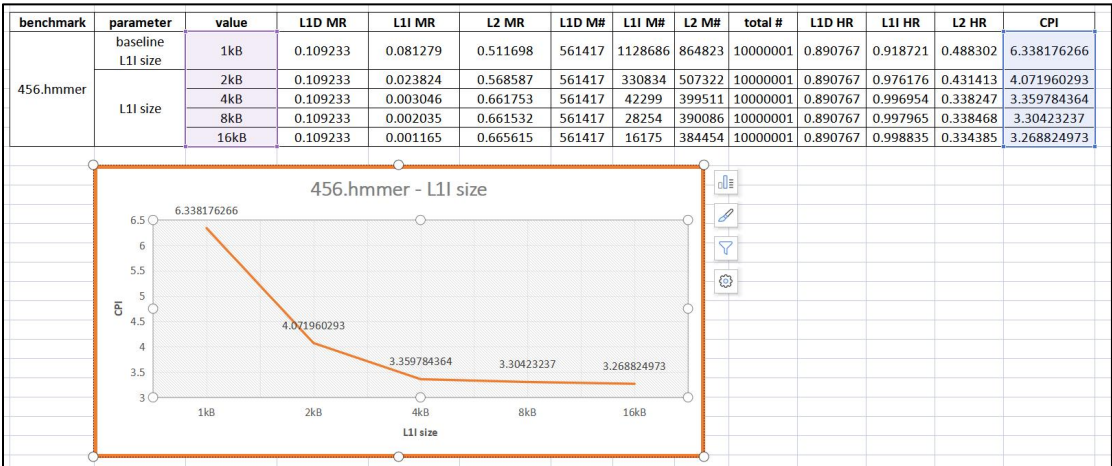 benchmark parameter value L1D MR L1I MR L2 MR L1D M# L1I M# L2 M# total # L1D HR L1I HR L2 HR CPI
456.hmmer baseline L1I size 1kB 0.109233 0.081279 0.511698 561417 1128686 864823 10000001 0.890767 0.918721 0.488302 6.338176266
L1I size 2kB 0.109233 0.023824 0.568587 561417 330834 507322 10000001 0.890767 0.976176 0.431413 4.071960293
4kB 0.109233 0.003046 0.661753 561417 42299 399511 10000001 0.890767 0.996954 0.338247 3.359784364
8kB 0.109233 0.002035 0.661532 561417 28254 390086 10000001 0.890767 0.997965 0.338468 3.30423237
16kB 0.109233 0.001165 0.665615 561417 16175 384454 10000001 0.890767 0.998835 0.334385 3.268824973
456.hmmer - L1I size
6.338176266
6.5
6
5.5
5
CPI
4.5
4.071960293
4
3.359784364 3.30423237 3.268824973
3.5
3
1kB 2kB 4kB 8kB 16kB
L1I size